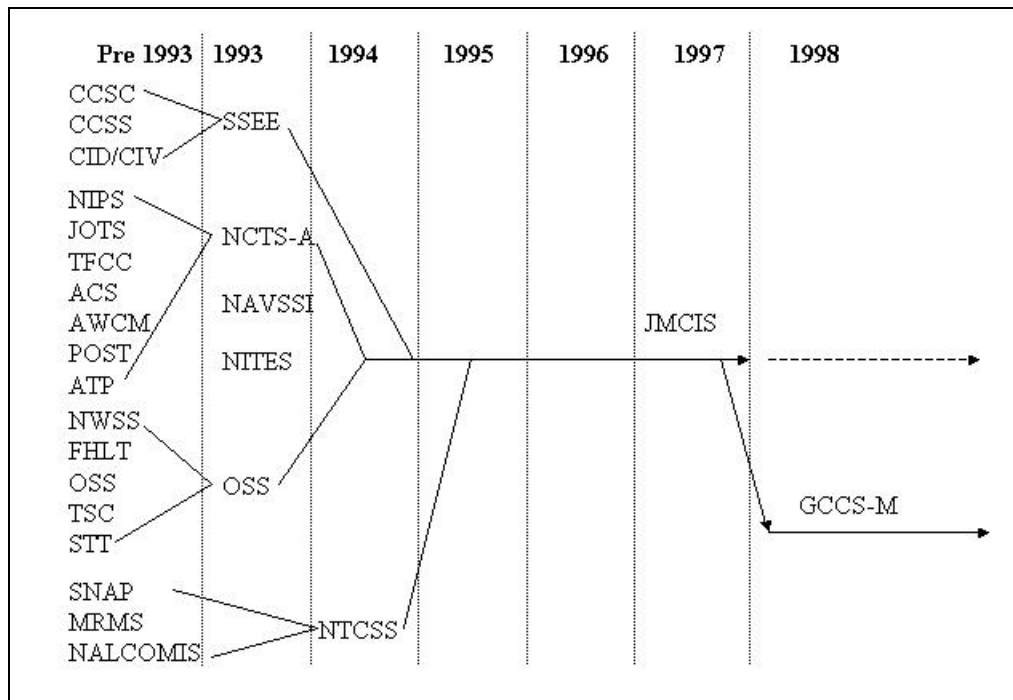 Pre 1993 1993 1994 1995 1996 1997 1998
CCSC
CCSS
CID/CIV
SSEE
NIPS
JOTS
TFCC
ACS
AWCM
POST
ATP
NCTS-A
NAVSSI
NITES
JMCIS
NWSS
FHLT
OSS
TSC
STT
OSS
GCCS-M
SNAP
MRMS
NALCOMIS
NTCSS